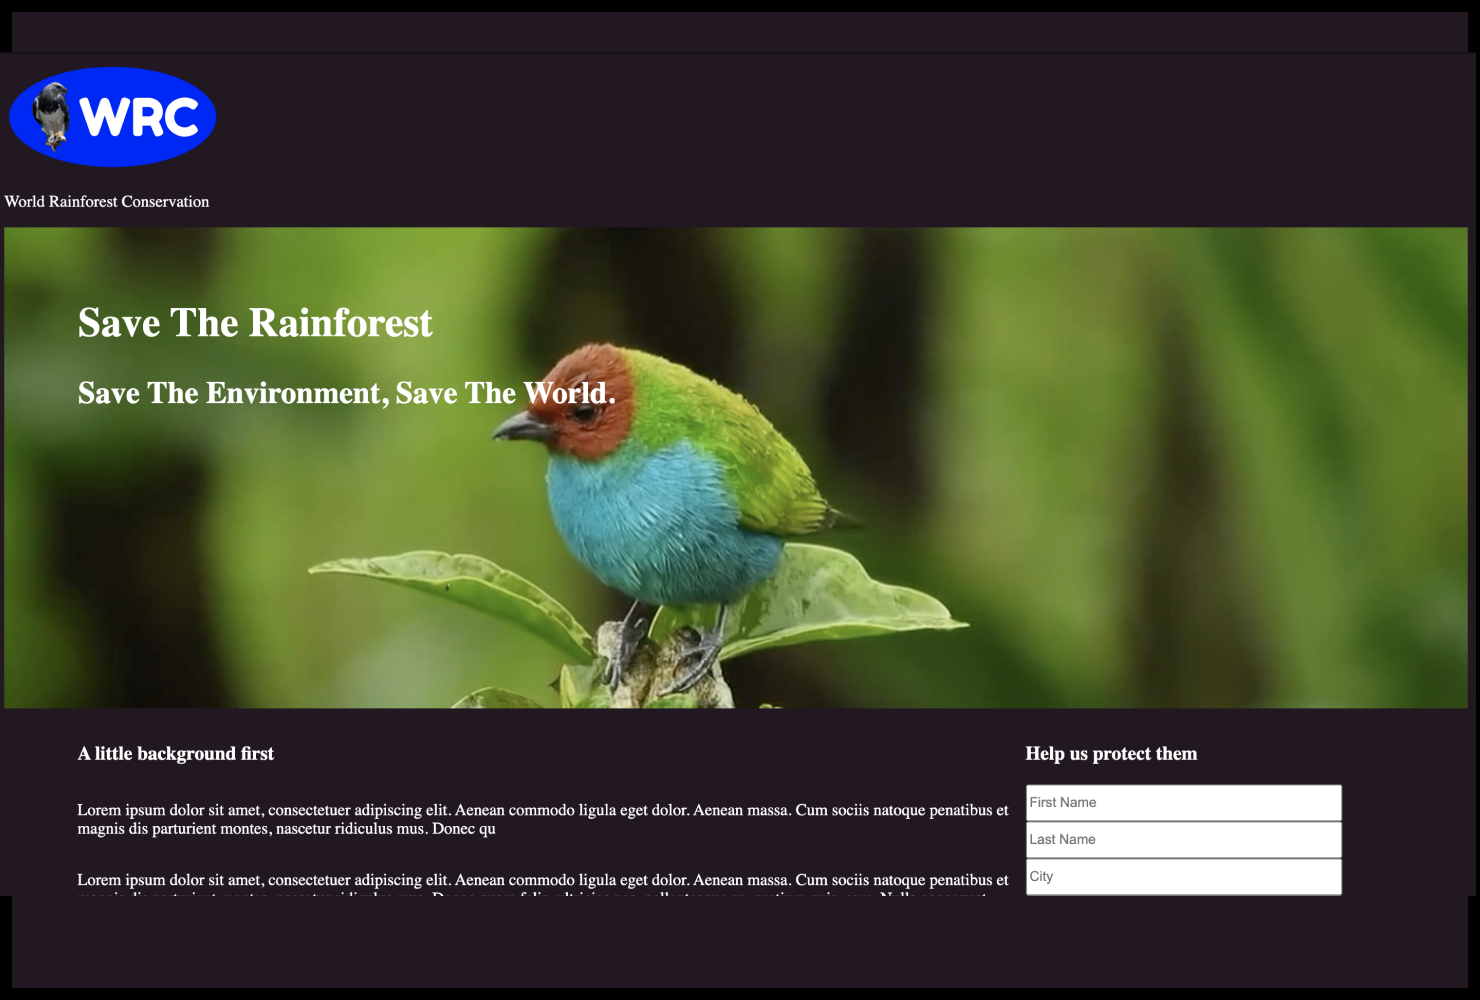 WRC
World Rainforest Conservation
Save The Rainforest
Save The Environment, Save The World.
A little background first
Lorem ipsum dolor sit amet, consectetuer adipiscing elit. Aenean commodo ligula eget dolor. Aenean massa. Cum sociis natoque penatibus et
magnis dis parturient montes, nascetur ridiculus mus. Donec qu
Lorem ipsum dolor sit amet, consectetuer adipiscing elit. Aenean commodo ligula eget dolor. Aenean massa. Cum sociis natoque penatibus et
Help us protect them
First Name
Last Name
City